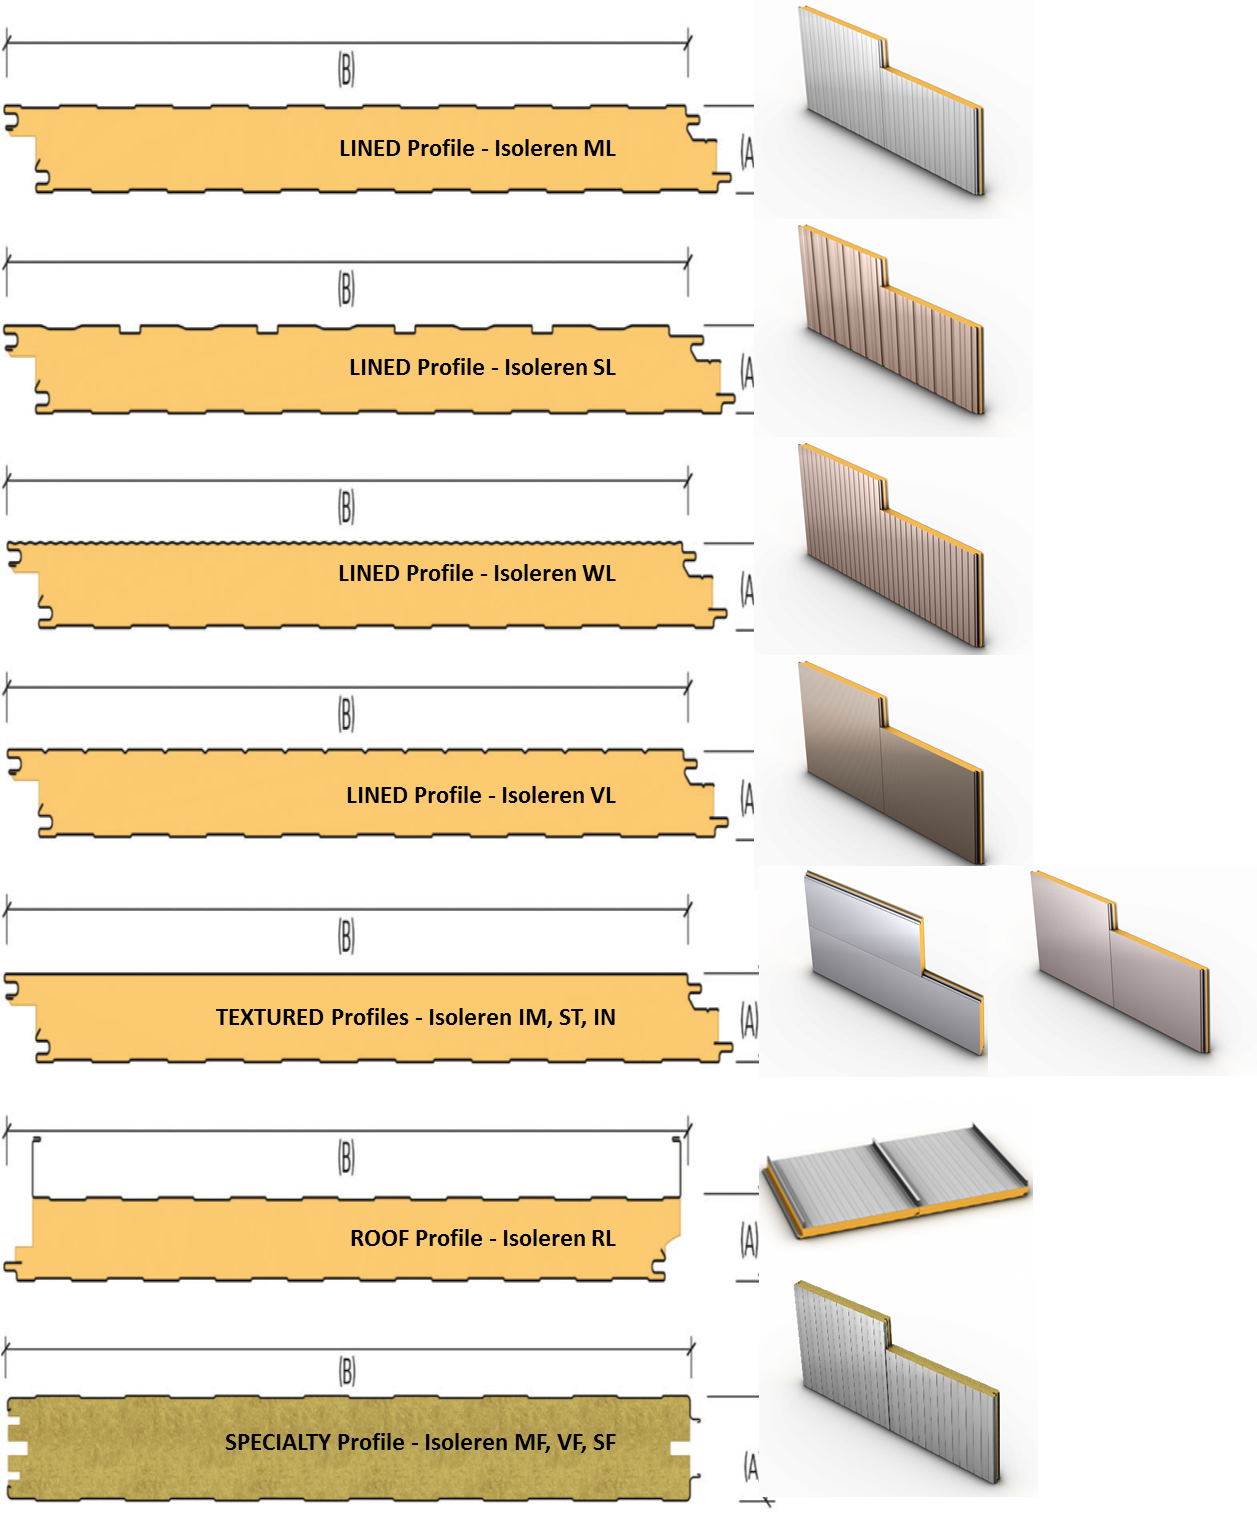 (B)
LINED Profile - Isoleren ML
(A
(B)
LINED Profile - Isoleren SL
(A
(B)
LINED Profile - Isoleren WL
(A
(B)
LINED Profile - Isoleren VL
(A
(B)
TEXTURED Profiles - Isoleren IM, ST, IN
(A)
(B)
ROOF Profile - Isoleren RL
(A)
(B)
SPECIALTY Profile - Isoleren MF, VF, SF
(A